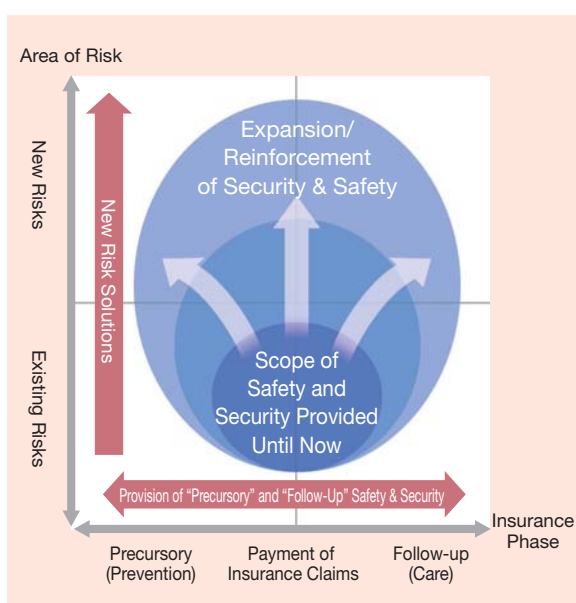 Area of Risk
Expansion/
Reinforcement
of Security & Safety
New Risks
New Risk Solutions
Existing Risks
Scope of
Safety and
Security Provided
Until Now
Provision of “Precursory” and “Follow-Up” Safety & Security
Insurance
Phase
Precursory
(Prevention)
Payment of
Insurance Claims
Follow-up
(Care)